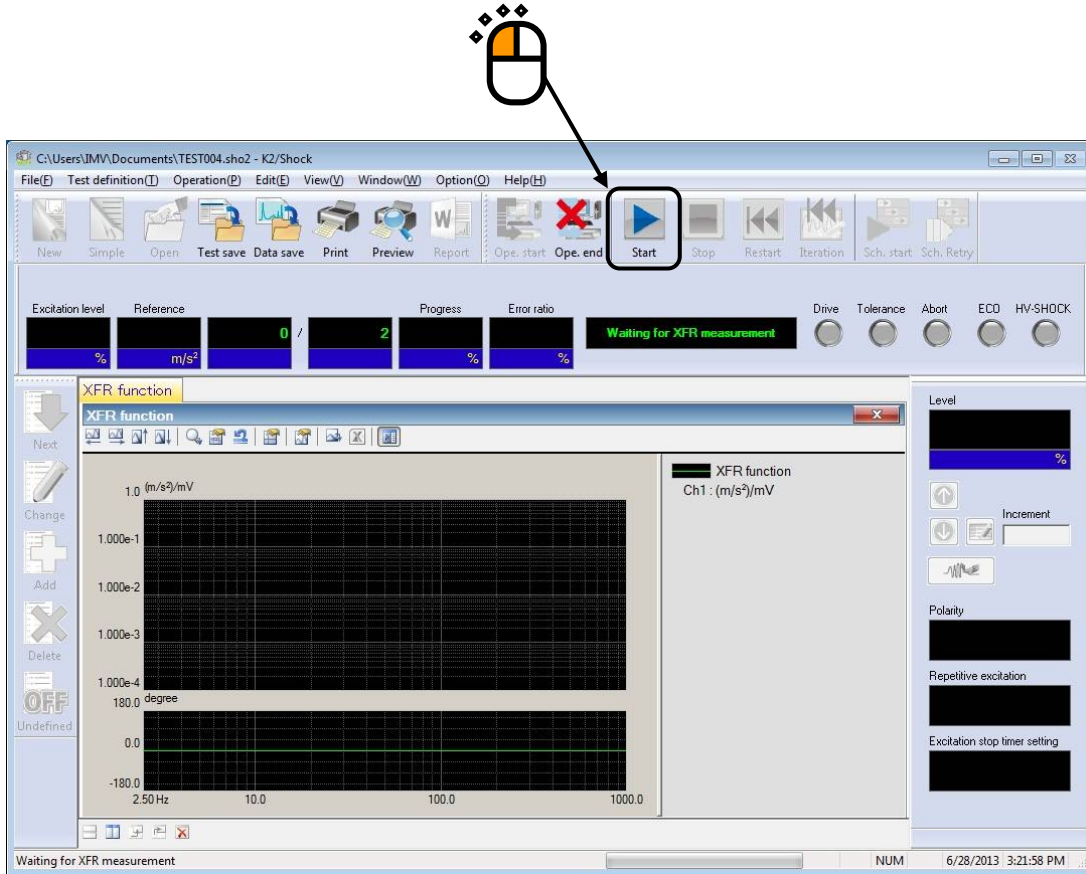 C:\Users\IMV\Documents\TEST004.sho2 - K2/Shock
File(F) Test definition(T) Operation(P) Edit(E) View(V) Window(W) Option(O) Help(H)
New Simple Open Test save Data save Print Preview Report Ope. start Ope. end Start Stop Restart Iteration Sch. start Sch. Retry
Excitation level Reference Progress Error ratio Drive Tolerance Abort ECO HV-SHOCK
0 / 2 Waiting for XFR measurement
% m/s² % %
XFR function
XFR function
Next
Change
Add
Delete
OFF
Undefined
1.0 (m/s²)/mV
1.000e-1
1.000e-2
1.000e-3
1.000e-4
180.0 degree
0.0
-180.0
2.50 Hz 10.0 100.0 1000.0
XFR function
Ch1 : (m/s²)/mV
Level
%
Increment
Polarity
Repetitive excitation
Excitation stop timer setting
Waiting for XFR measurement NUM 6/28/2013 3:21:58 PM